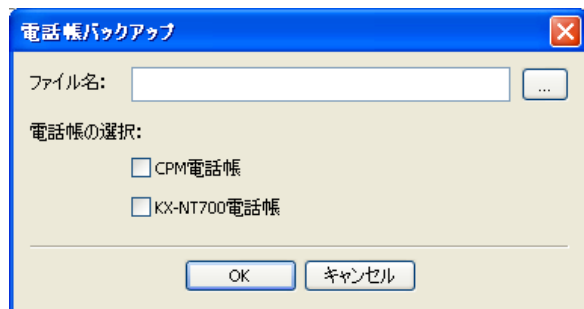 電話帳バックアップ
ファイル名:
...
電話帳の選択:
CPM電話帳
KX-NT700電話帳
OK キャンセル